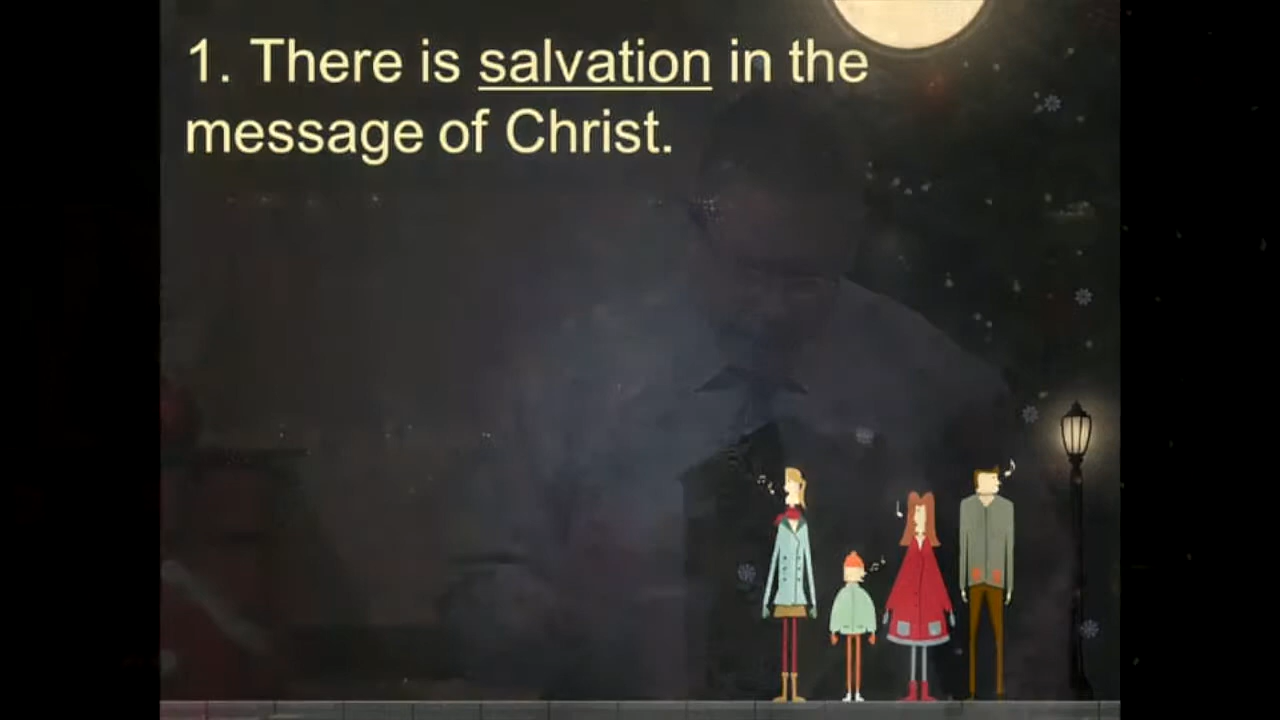 1. There is salvation in the
message of Christ.